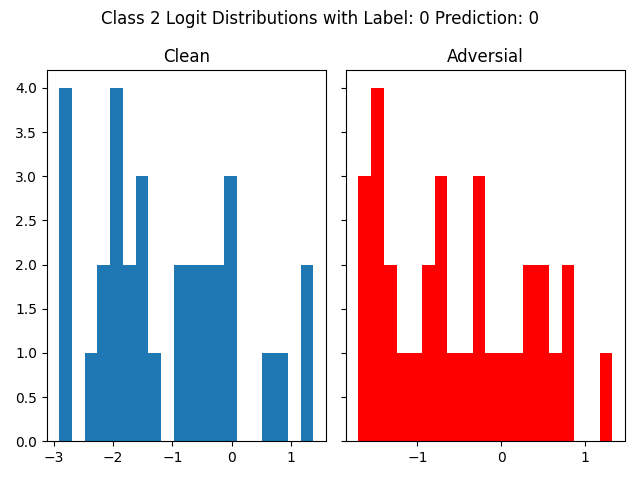 Class 2 Logit Distributions with Label: 0 Prediction: 0
Clean
Adversial
4.0
3.5
3.0
2.5
2.0
1.5
1.0
0.5
0.0
−3 −2 −1 0 1
−1 0 1